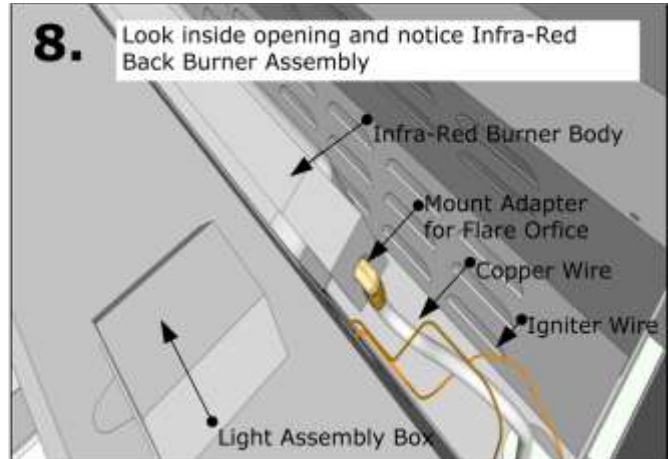 8.
Look inside opening and notice Infra-Red
Back Burner Assembly
Infra-Red Burner Body
Mount Adapter
for Flare Orfice
Copper Wire
Igniter Wire
Light Assembly Box